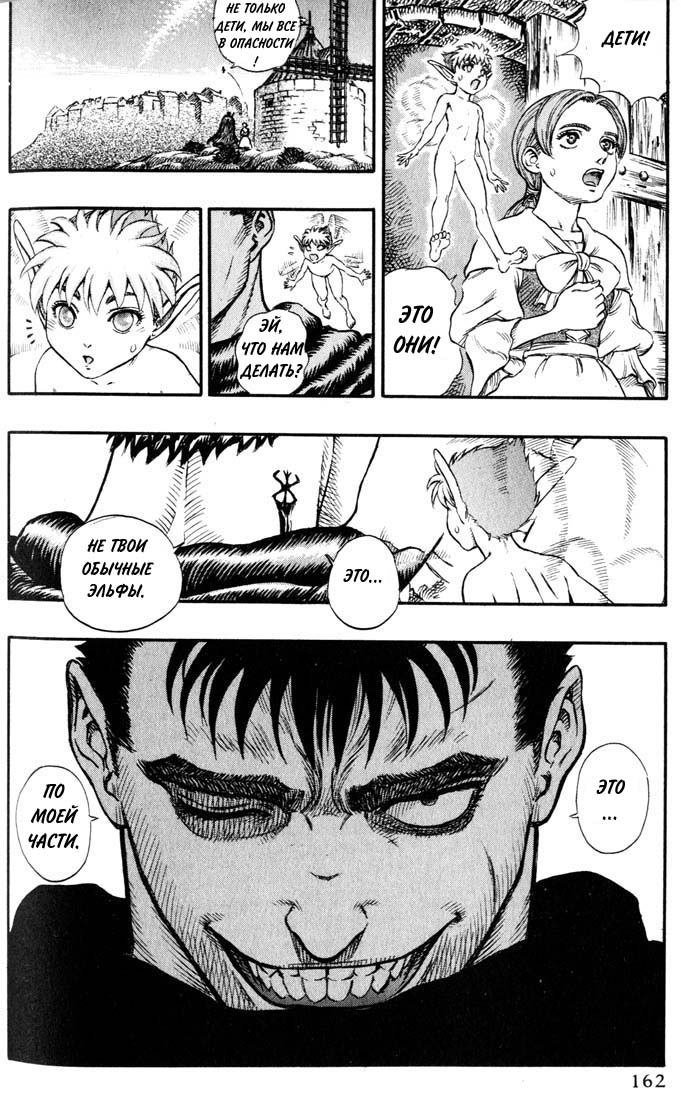 ДЕТИ!
ЭТО
ОНИ!
НЕ ТОЛЬКО
ДЕТИ, МЫ ВСЕ
В ОПАСНОСТИ
!
ЭЙ,
ЧТО НАМ
ДЕЛАТЬ?
ЭТО...
НЕ ТВОИ
ОБЫЧНЫЕ
ЭЛЬФЫ.
ЭТО
...
ПО
МОЕЙ
ЧАСТИ.
162